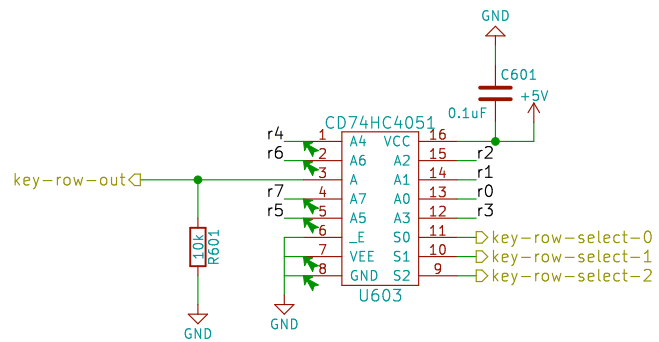 GND
C601
+5V
0.1uF
CD74HC4051
r4 1 A4 VCC 16
r6 2 A6 A2 15 r2
key-row-out 3 A A1 14 r1
r7 4 A7 A0 13 r0
r5 5 A5 A3 12 r3
6 _E S0 11 key-row-select-0
7 VEE S1 10 key-row-select-1
8 GND S2 9 key-row-select-2
10k
R601
U603
GND
GND